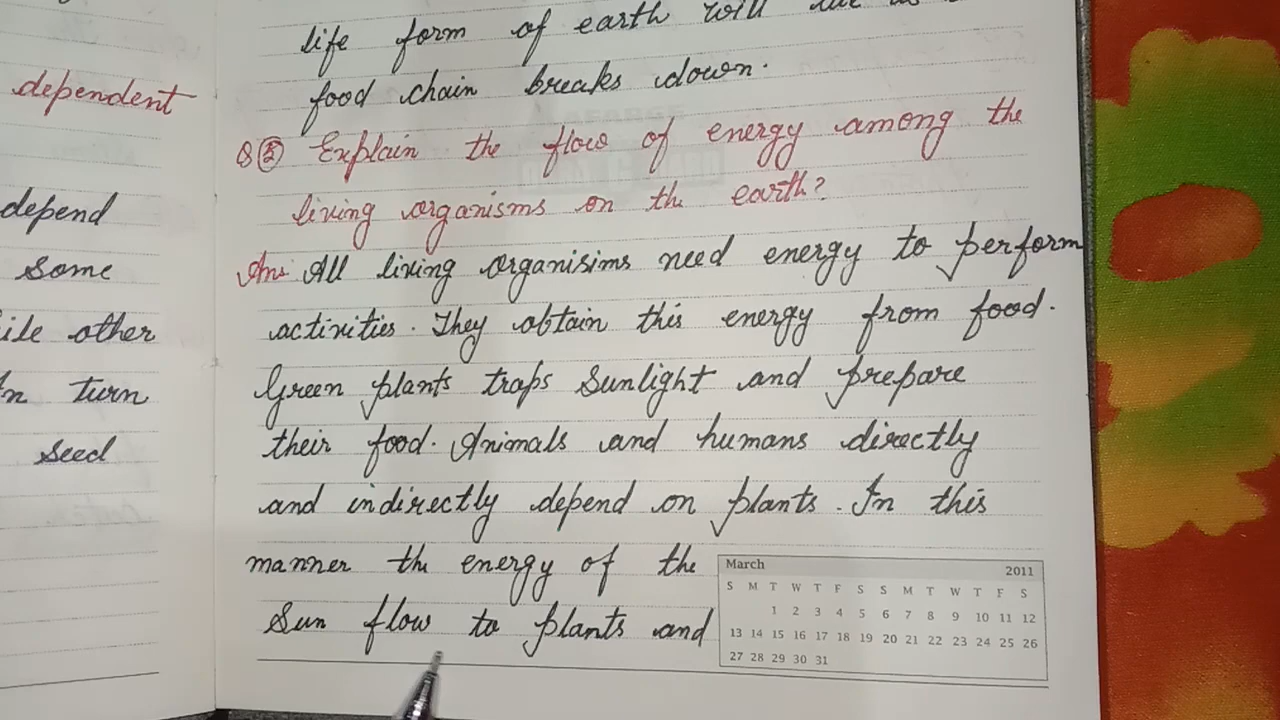 dependent
depend
some
other
In turn
seed
life form of earth will
food chain breaks down.
Q② Explain the flow of energy among the
living organisms on the earth?
Ans All living organisims need energy to perform
activities. They obtain this energy from food.
Green plants traps Sunlight and prepare
their food. Animals and humans directly
and indirectly depend on plants. In this
manner the energy of the
Sun flow to plants and
March 2011
S M T W T F S S M T W T F S
1 2 3 4 5 6 7 8 9 10 11 12
13 14 15 16 17 18 19 20 21 22 23 24 25 26
27 28 29 30 31